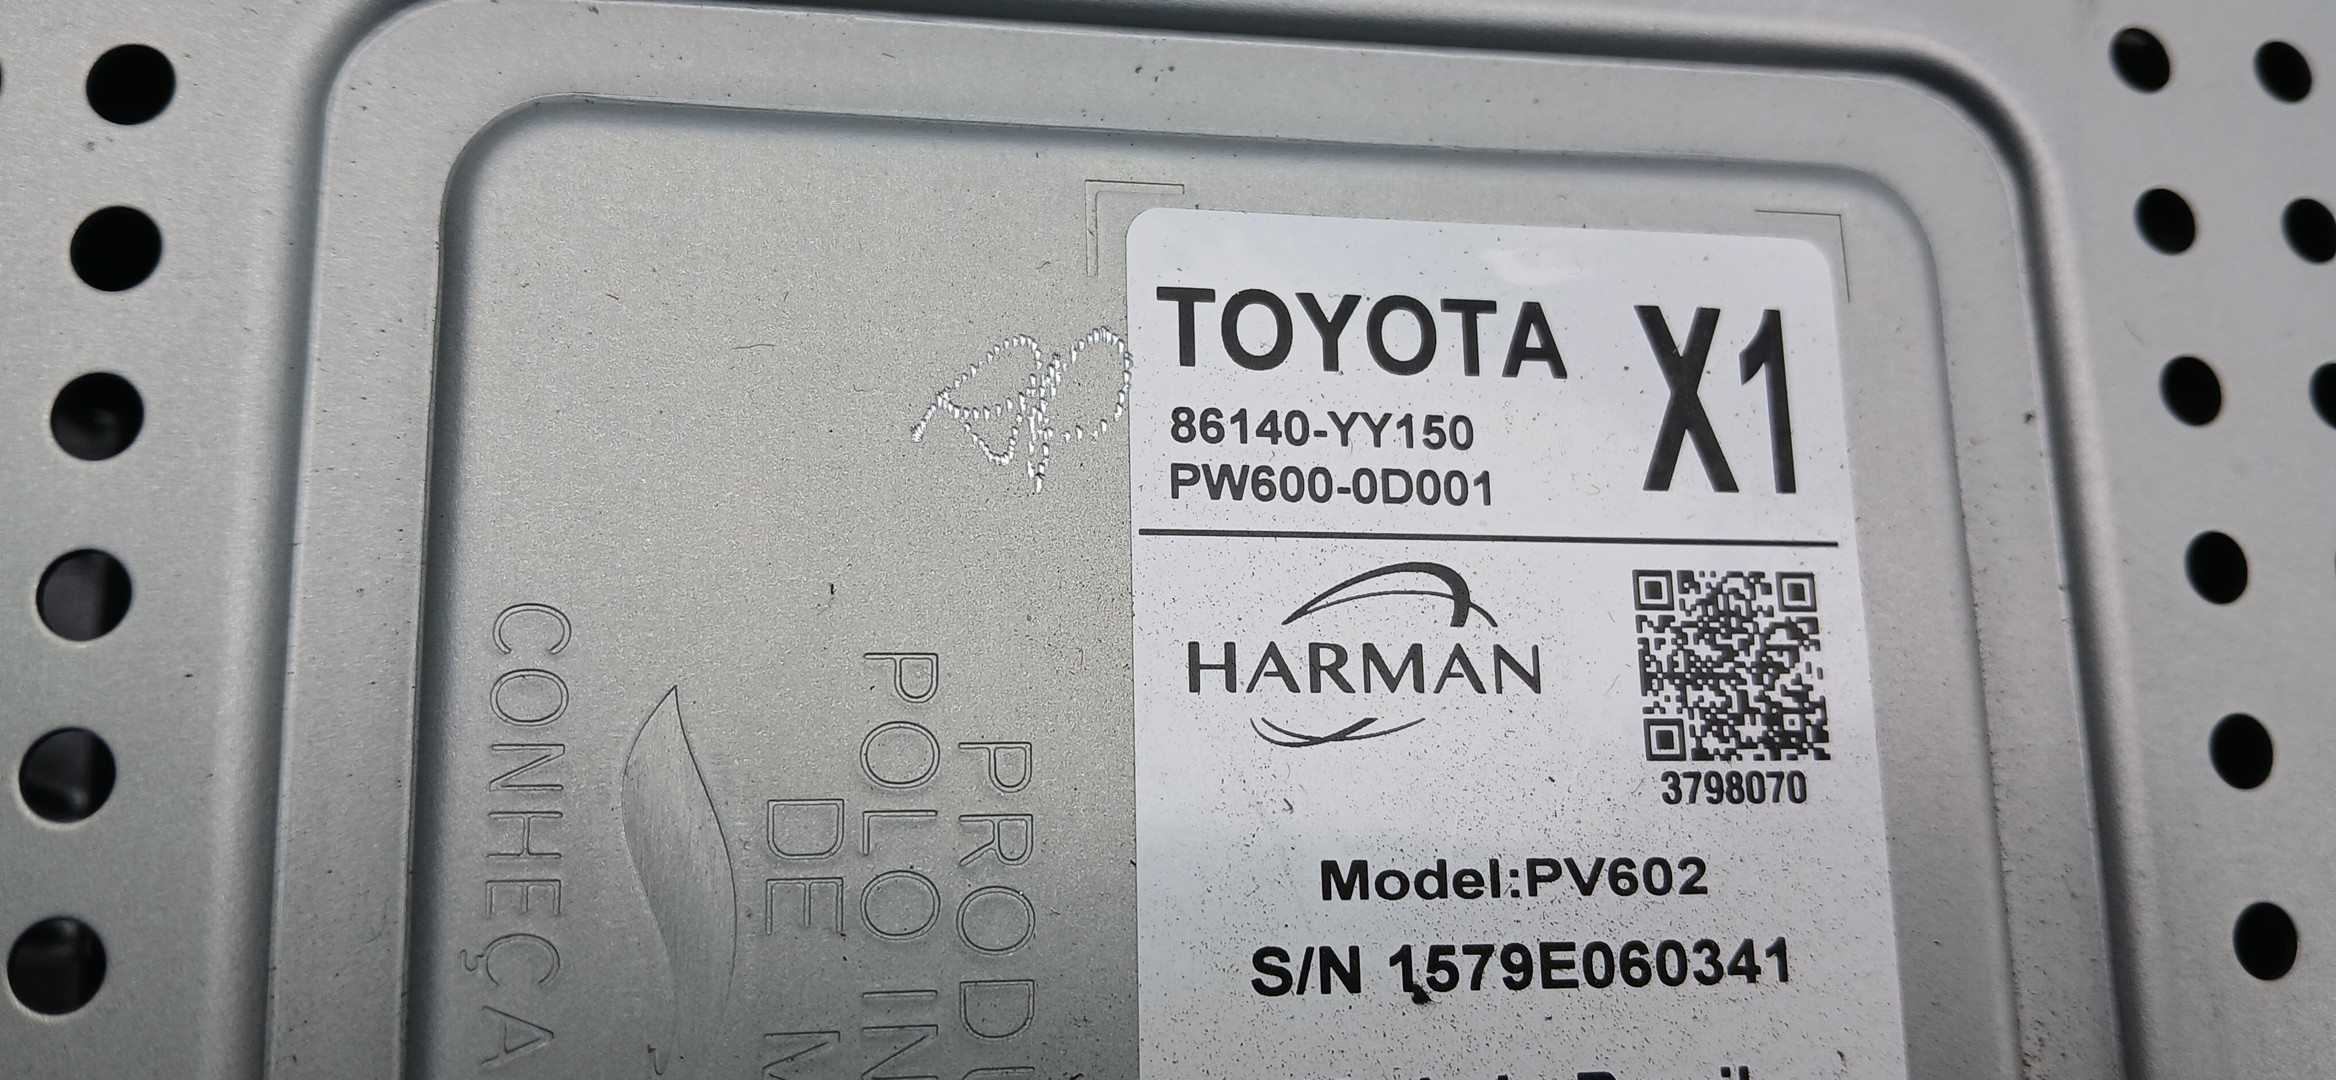 TOYOTA X1
86140-YY150
PW600-0D001
HARMAN
3798070
Model:PV602
S/N 1579E060341
PROD
POLO IN
DE
CONHEÇA